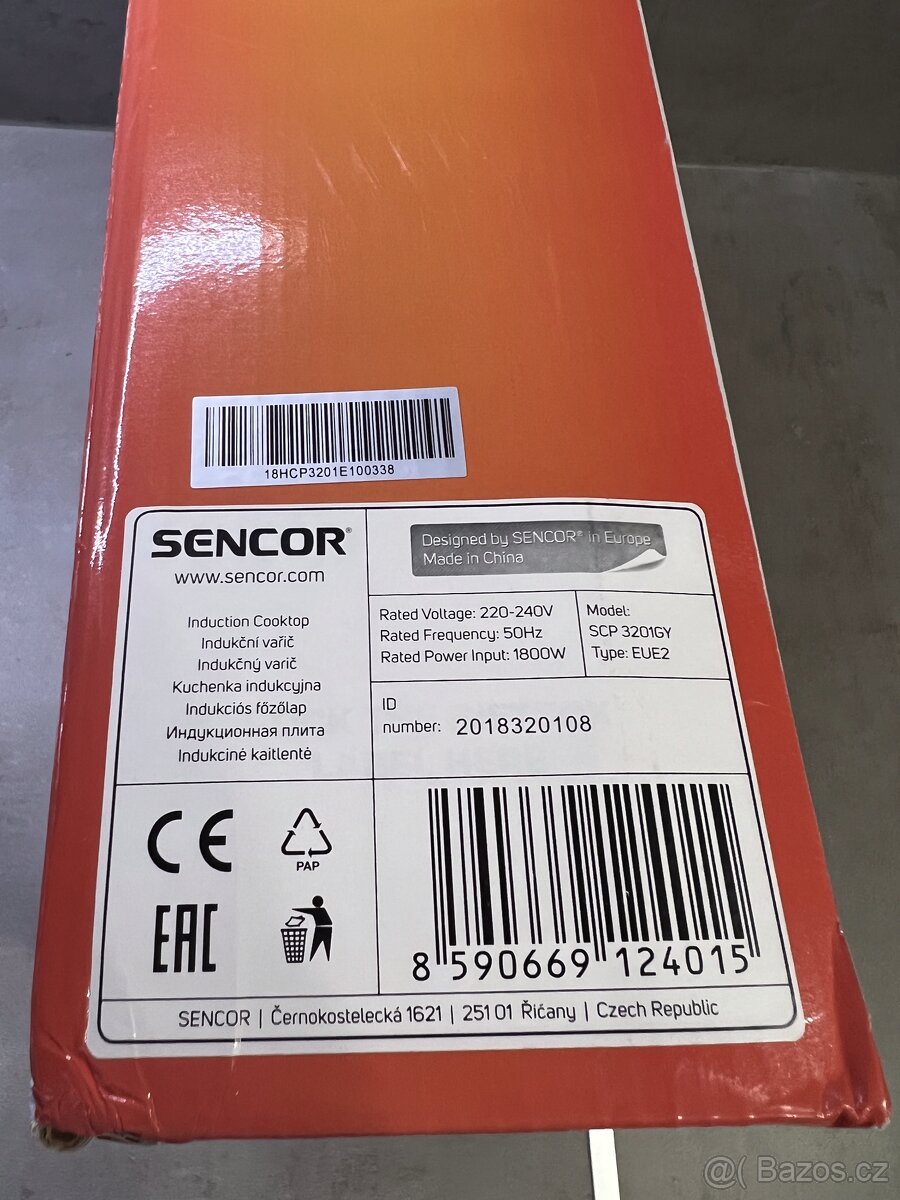 18HCP3201E100338
SENCOR®
www.sencor.com
Induction Cooktop
Indukční vařič
Indukčný varič
Kuchenka indukcyjna
Indukciós főzőlap
Индукционная плита
Indukcinė kaitlentė
Designed by SENCOR® in Europe
Made in China
Rated Voltage: 220-240V
Rated Frequency: 50Hz
Rated Power Input: 1800W
Model:
SCP 3201GY
Type: EUE2
ID
number: 2018320108
CE
PAP
EAC
8 590669 124015
SENCOR | Černokostelecká 1621 | 251 01 Říčany | Czech Republic
@( Bazos.cz